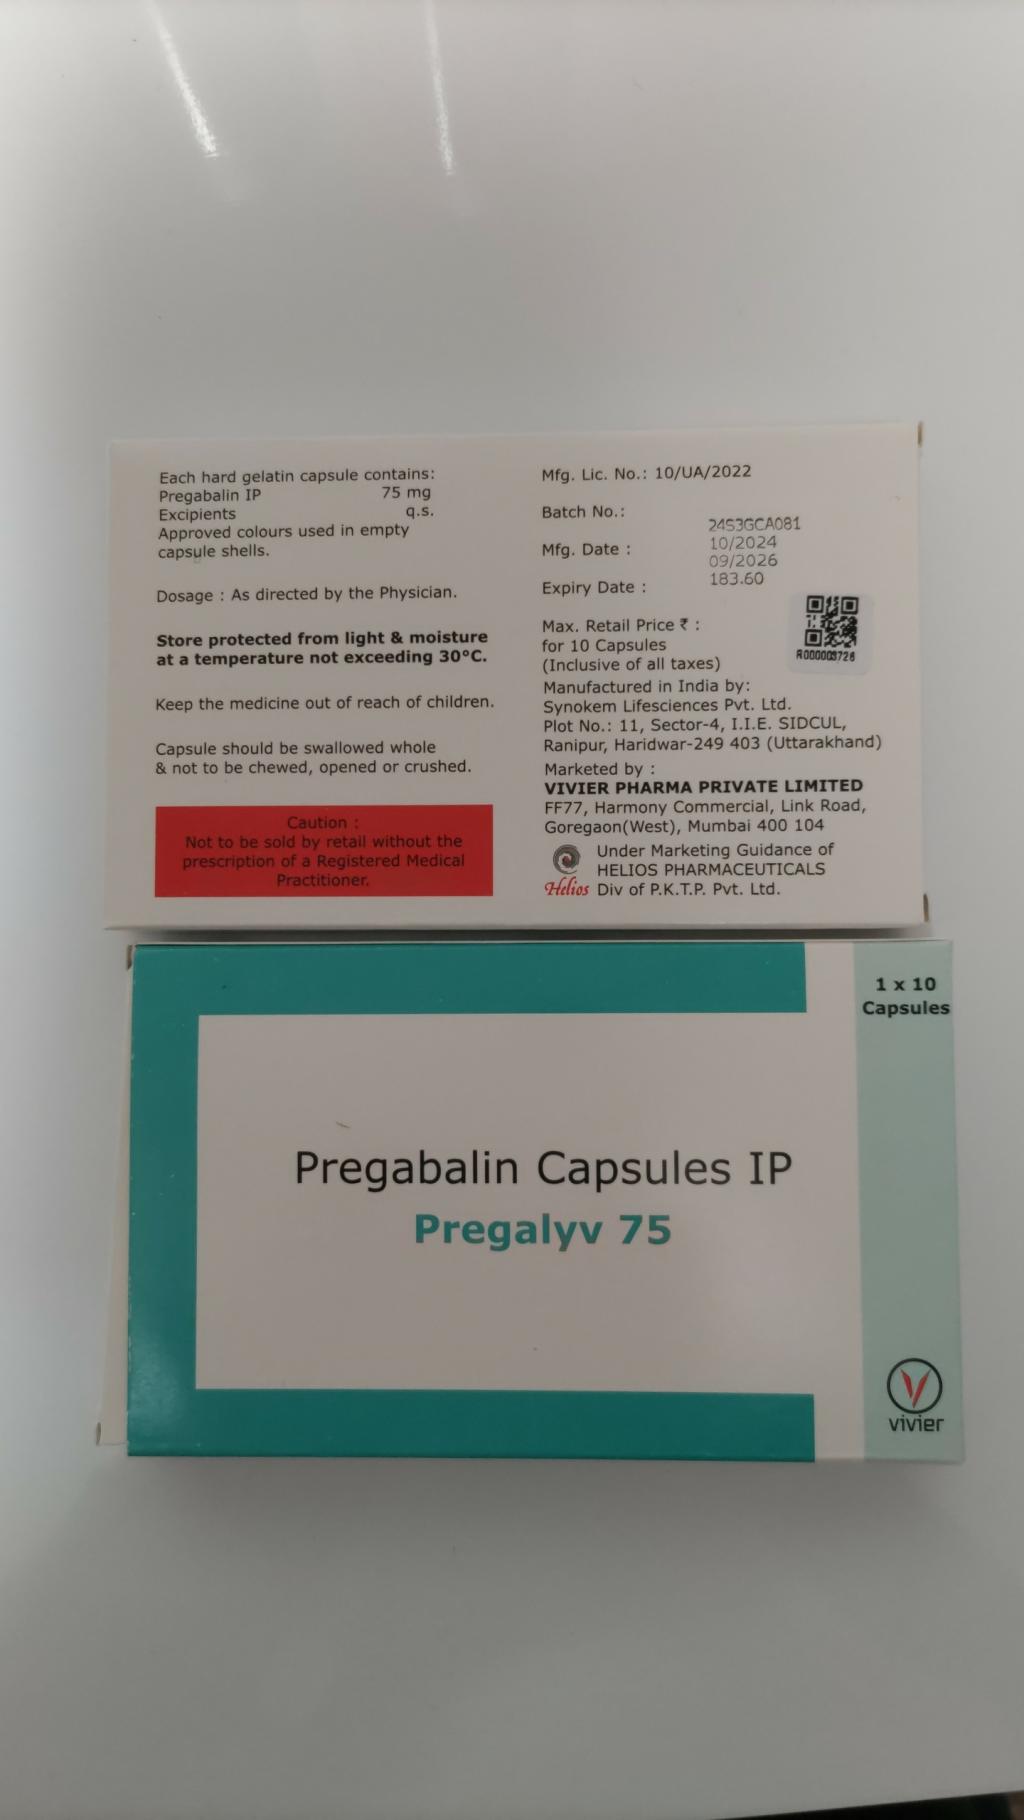 Each hard gelatin capsule contains:
Pregabalin IP 75 mg
Excipients q.s.
Approved colours used in empty
capsule shells.
Dosage : As directed by the Physician.
Store protected from light & moisture
at a temperature not exceeding 30°C.
Keep the medicine out of reach of children.
Capsule should be swallowed whole
& not to be chewed, opened or crushed.
Caution :
Not to be sold by retail without the
prescription of a Registered Medical
Practitioner.
Mfg. Lic. No.: 10/UA/2022
Batch No.:
24S3GCA081
Mfg. Date :
10/2024
09/2026
Expiry Date :
183.60
Max. Retail Price ₹ :
for 10 Capsules
(Inclusive of all taxes)
R000003726
Manufactured in India by:
Synokem Lifesciences Pvt. Ltd.
Plot No.: 11, Sector-4, I.I.E. SIDCUL,
Ranipur, Haridwar-249 403 (Uttarakhand)
Marketed by :
VIVIER PHARMA PRIVATE LIMITED
FF77, Harmony Commercial, Link Road,
Goregaon(West), Mumbai 400 104
Under Marketing Guidance of
HELIOS PHARMACEUTICALS
Helios Div of P.K.T.P. Pvt. Ltd.
1 x 10
Capsules
Pregabalin Capsules IP
Pregalyv 75
vivier